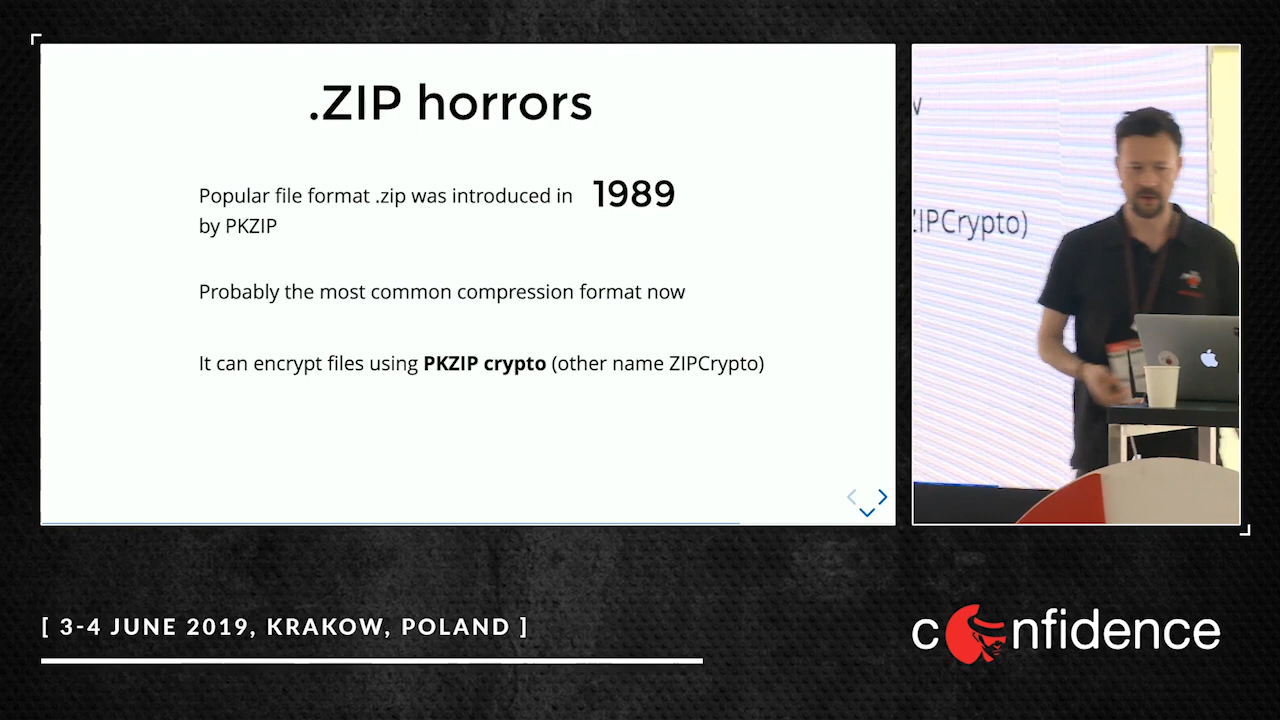 .ZIP horrors
Popular file format .zip was introduced in 1989
by PKZIP
Probably the most common compression format now
It can encrypt files using PKZIP crypto (other name ZIPCrypto)
w
ZIPCrypto)
[ 3-4 JUNE 2019, KRAKOW, POLAND ]
confidence